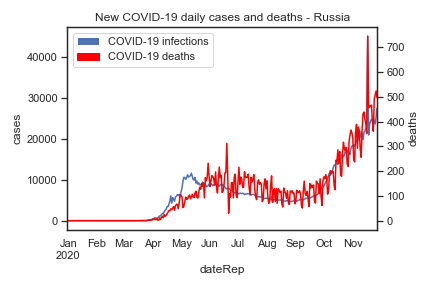 New COVID-19 daily cases and deaths - Russia
COVID-19 infections
COVID-19 deaths
40000
30000
20000
10000
0
cases
700
600
500
400
300
200
100
0
deaths
Jan Feb Mar Apr May Jun Jul Aug Sep Oct Nov
2020
dateRep